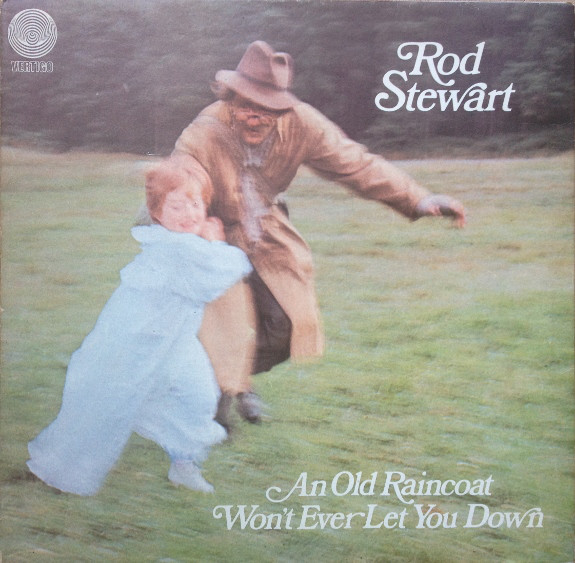 VERTIGO
Rod
Stewart
An Old Raincoat
Won't Ever Let You Down